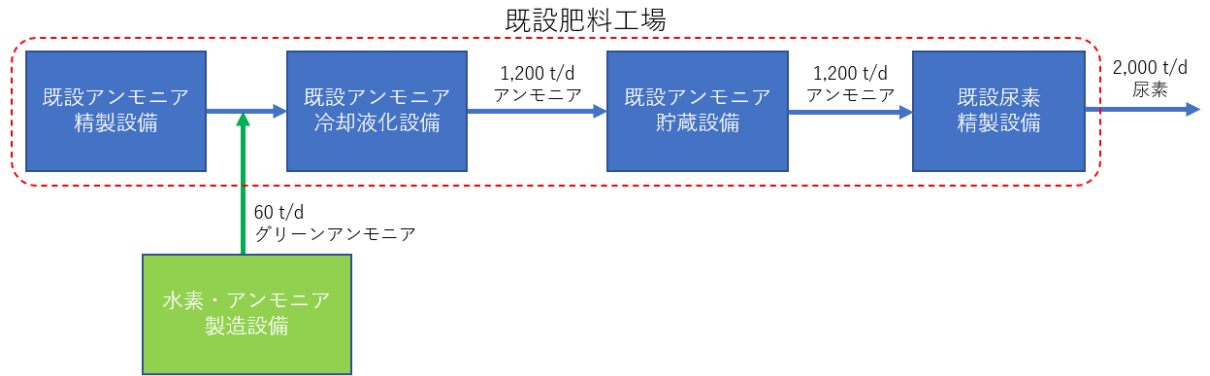 既設肥料工場
既設アンモニア
精製設備
既設アンモニア
冷却液化設備
1,200 t/d
アンモニア
既設アンモニア
貯蔵設備
1,200 t/d
アンモニア
既設尿素
精製設備
2,000 t/d
尿素
60 t/d
グリーンアンモニア
水素・アンモニア
製造設備